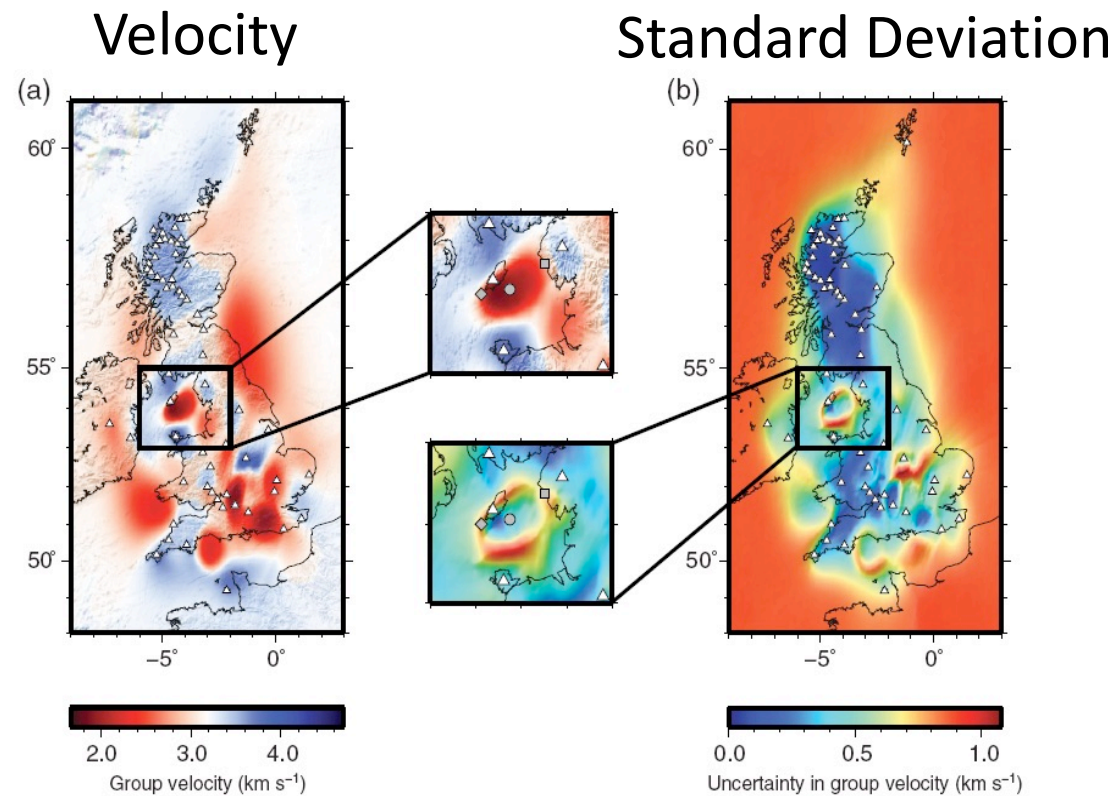 Velocity
Standard Deviation
(a)
(b)
60°
55°
50°
−5°
0°
60°
55°
50°
−5°
0°
2.0
3.0
4.0
Group velocity (km s⁻¹)
0.0
0.5
1.0
Uncertainty in group velocity (km s⁻¹)